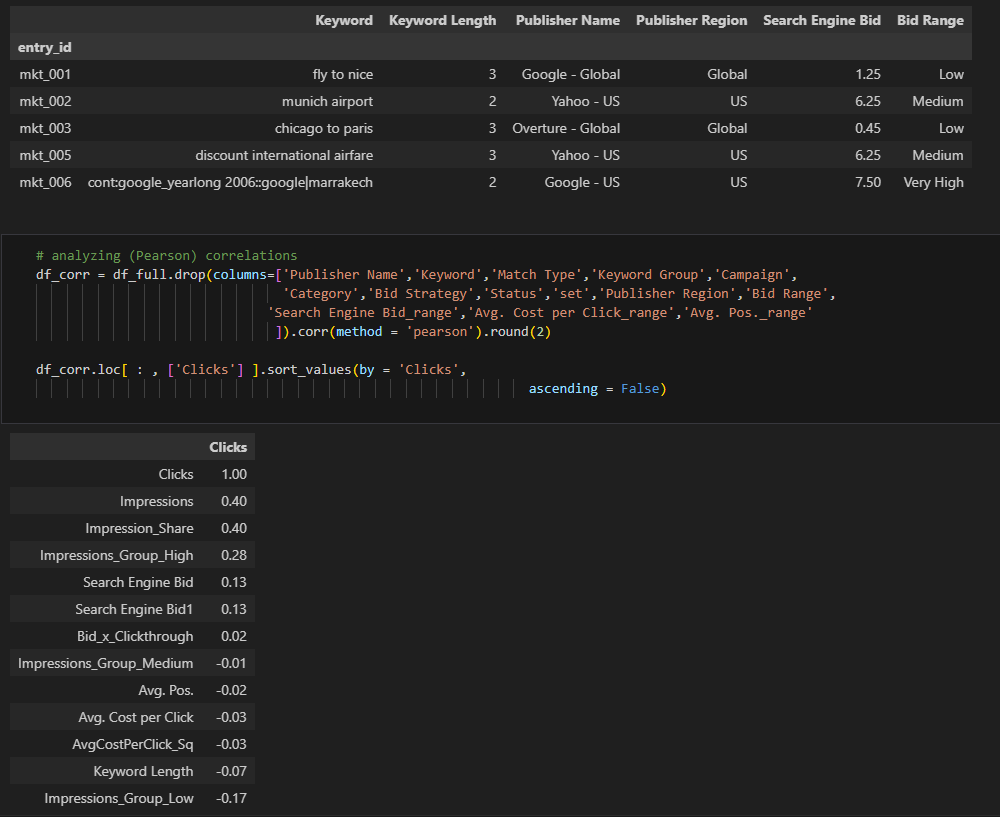 Keyword Keyword Length Publisher Name Publisher Region Search Engine Bid Bid Range
entry_id
mkt_001 fly to nice 3 Google - Global Global 1.25 Low
mkt_002 munich airport 2 Yahoo - US US 6.25 Medium
mkt_003 chicago to paris 3 Overture - Global Global 0.45 Low
mkt_005 discount international airfare 3 Yahoo - US US 6.25 Medium
mkt_006 cont:google_yearlong 2006::google|marrakech 2 Google - US US 7.50 Very High
# analyzing (Pearson) correlations
df_corr = df_full.drop(columns=['Publisher Name','Keyword','Match Type','Keyword Group','Campaign',
'Category','Bid Strategy','Status','set','Publisher Region','Bid Range',
'Search Engine Bid_range','Avg. Cost per Click_range','Avg. Pos._range'
]).corr(method = 'pearson').round(2)
df_corr.loc[ : , ['Clicks'] ].sort_values(by = 'Clicks',
ascending = False)
Clicks
Clicks 1.00
Impressions 0.40
Impression_Share 0.40
Impressions_Group_High 0.28
Search Engine Bid 0.13
Search Engine Bid1 0.13
Bid_x_Clickthrough 0.02
Impressions_Group_Medium -0.01
Avg. Pos. -0.02
Avg. Cost per Click -0.03
AvgCostPerClick_Sq -0.03
Keyword Length -0.07
Impressions_Group_Low -0.17